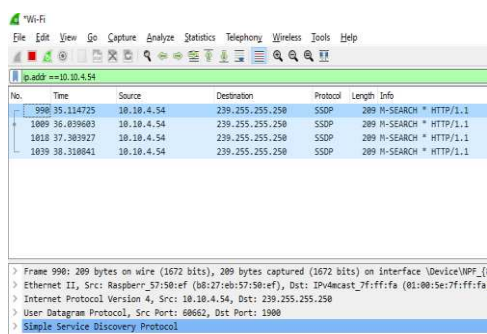 *Wi-Fi
File Edit View Go Capture Analyze Statistics Telephony Wireless Tools Help
ip.addr ==10.10.4.54
No. Time Source Destination Protocol Length Info
990 35.114725 10.10.4.54 239.255.255.250 SSDP 209 M-SEARCH * HTTP/1.1
1009 36.039603 10.10.4.54 239.255.255.250 SSDP 209 M-SEARCH * HTTP/1.1
1018 37.303927 10.10.4.54 239.255.255.250 SSDP 209 M-SEARCH * HTTP/1.1
1039 38.310841 10.10.4.54 239.255.255.250 SSDP 209 M-SEARCH * HTTP/1.1
> Frame 990: 209 bytes on wire (1672 bits), 209 bytes captured (1672 bits) on interface \Device\NPF_{
> Ethernet II, Src: Raspberr_57:50:ef (b8:27:eb:57:50:ef), Dst: IPv4mcast_7f:ff:fa (01:00:5e:7f:ff:fa
> Internet Protocol Version 4, Src: 10.10.4.54, Dst: 239.255.255.250
> User Datagram Protocol, Src Port: 60662, Dst Port: 1900
> Simple Service Discovery Protocol